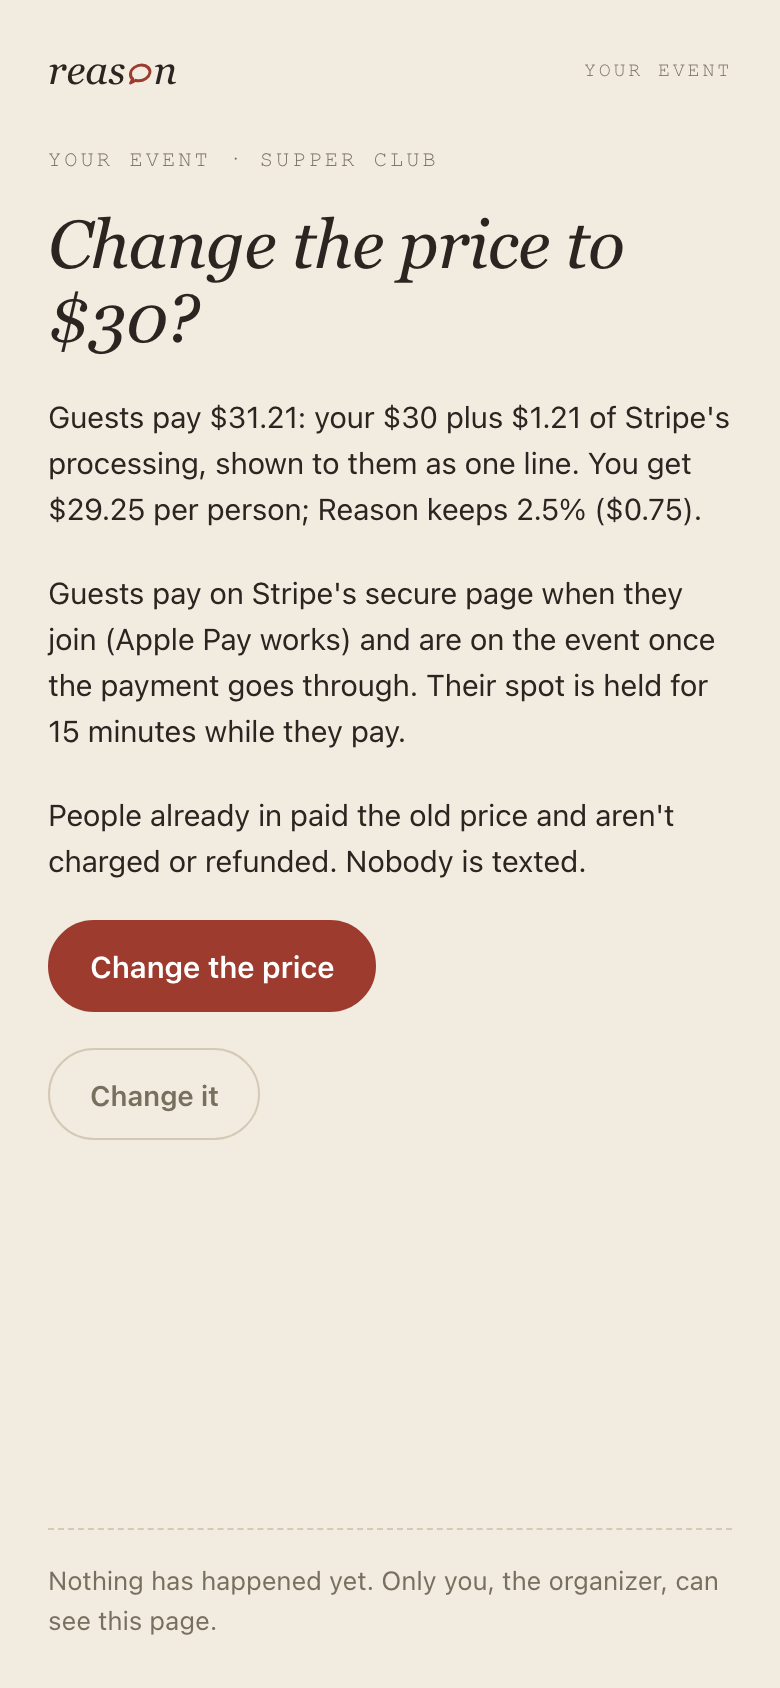 reason
YOUR EVENT
YOUR EVENT · SUPPER CLUB
Change the price to
$30?
Guests pay $31.21: your $30 plus $1.21 of Stripe's
processing, shown to them as one line. You get
$29.25 per person; Reason keeps 2.5% ($0.75).
Guests pay on Stripe's secure page when they
join (Apple Pay works) and are on the event once
the payment goes through. Their spot is held for
15 minutes while they pay.
People already in paid the old price and aren't
charged or refunded. Nobody is texted.
Change the price
Change it
Nothing has happened yet. Only you, the organizer, can
see this page.